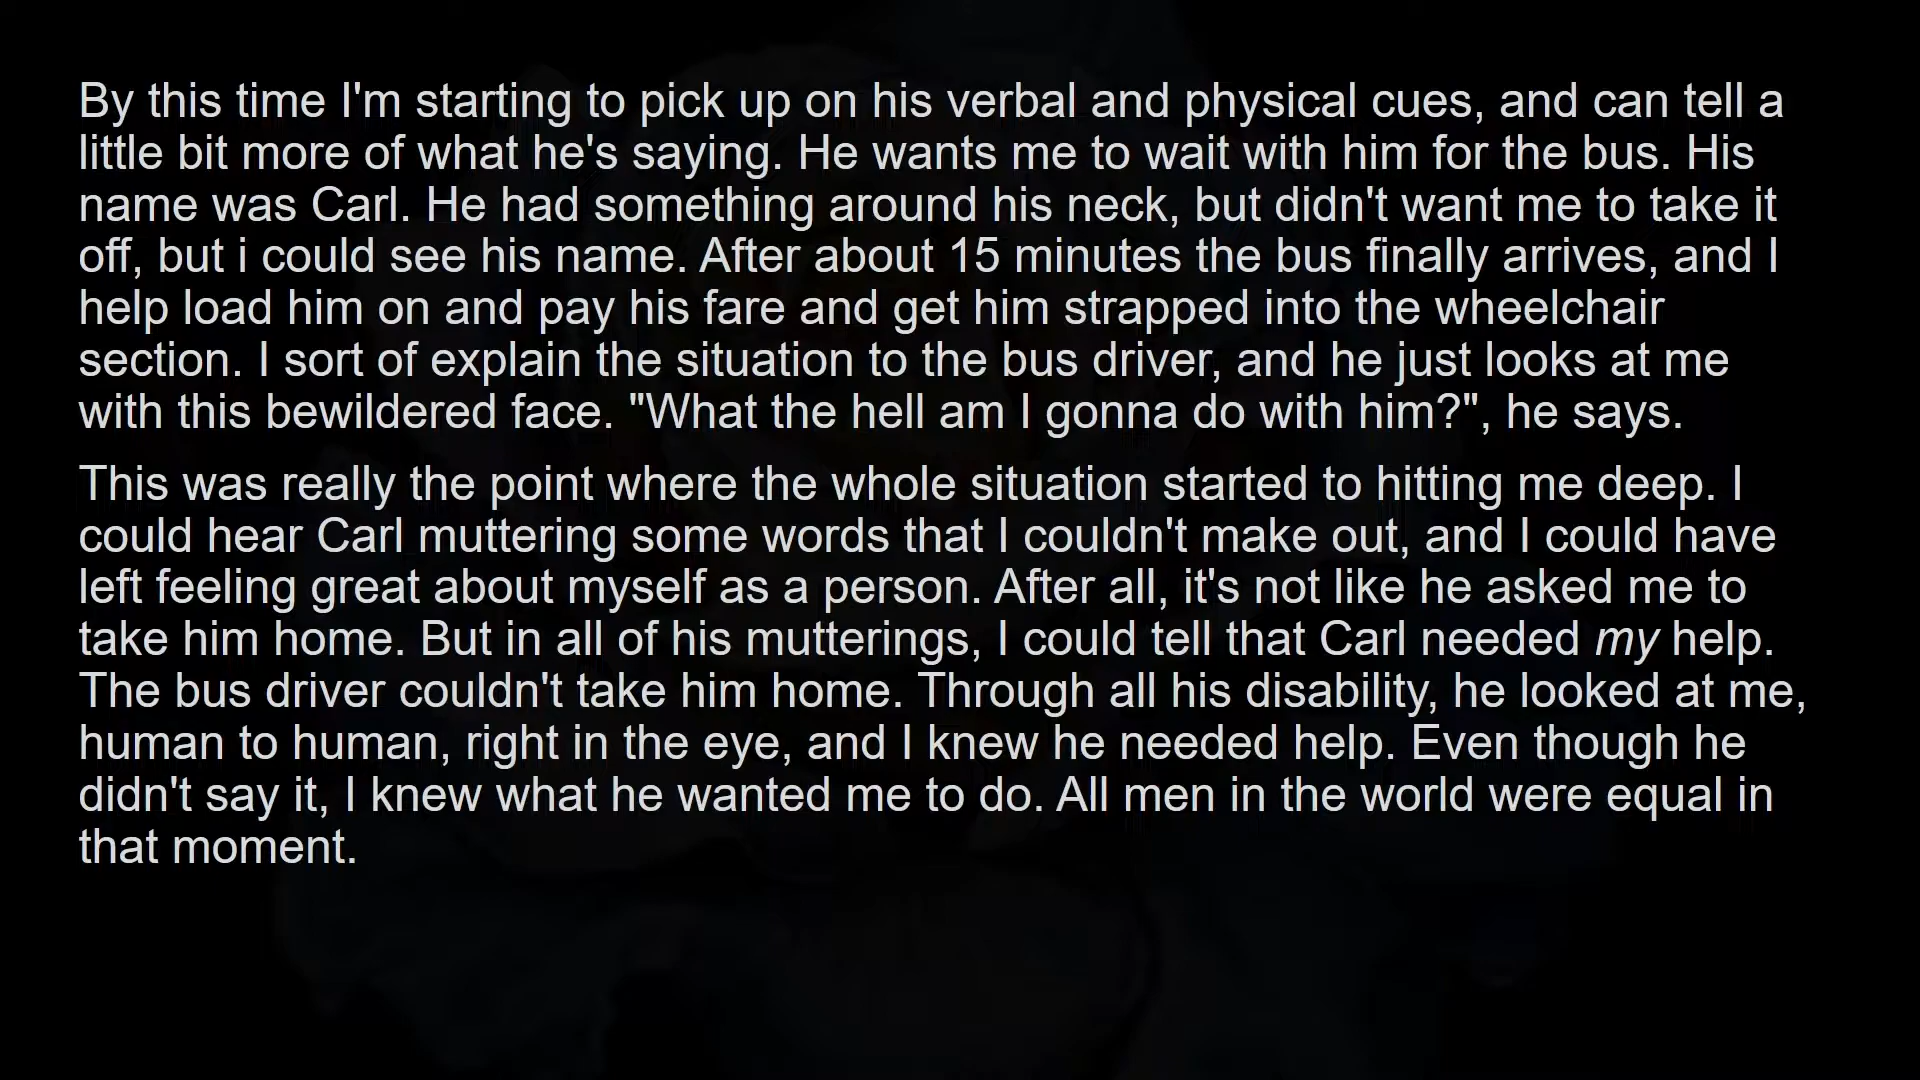 By this time I'm starting to pick up on his verbal and physical cues, and can tell a
little bit more of what he's saying. He wants me to wait with him for the bus. His
name was Carl. He had something around his neck, but didn't want me to take it
off, but i could see his name. After about 15 minutes the bus finally arrives, and I
help load him on and pay his fare and get him strapped into the wheelchair
section. I sort of explain the situation to the bus driver, and he just looks at me
with this bewildered face. "What the hell am I gonna do with him?", he says.
This was really the point where the whole situation started to hitting me deep. I
could hear Carl muttering some words that I couldn't make out, and I could have
left feeling great about myself as a person. After all, it's not like he asked me to
take him home. But in all of his mutterings, I could tell that Carl needed my help.
The bus driver couldn't take him home. Through all his disability, he looked at me,
human to human, right in the eye, and I knew he needed help. Even though he
didn't say it, I knew what he wanted me to do. All men in the world were equal in
that moment.